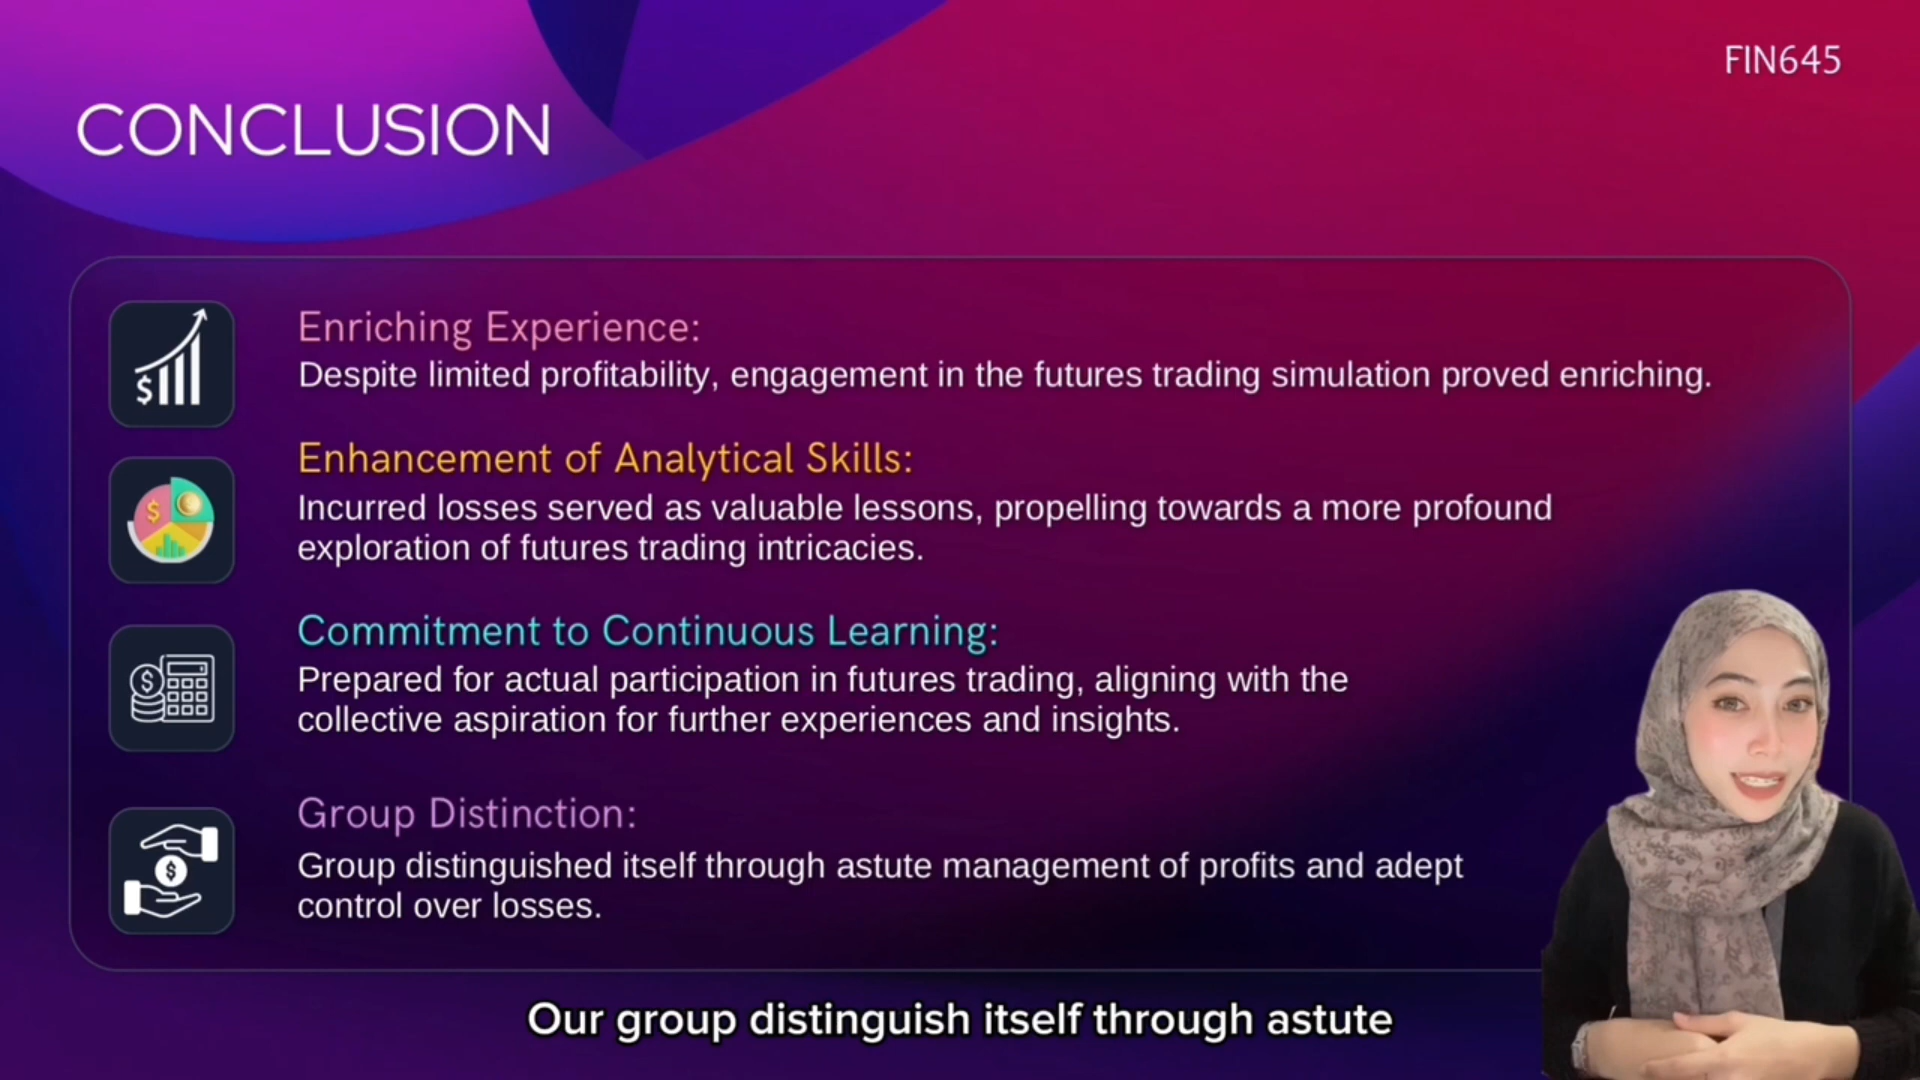 FIN645
CONCLUSION
Enriching Experience:
Despite limited profitability, engagement in the futures trading simulation proved enriching.
Enhancement of Analytical Skills:
Incurred losses served as valuable lessons, propelling towards a more profound
exploration of futures trading intricacies.
Commitment to Continuous Learning:
Prepared for actual participation in futures trading, aligning with the
collective aspiration for further experiences and insights.
Group Distinction:
Group distinguished itself through astute management of profits and adept
control over losses.
Our group distinguish itself through astute